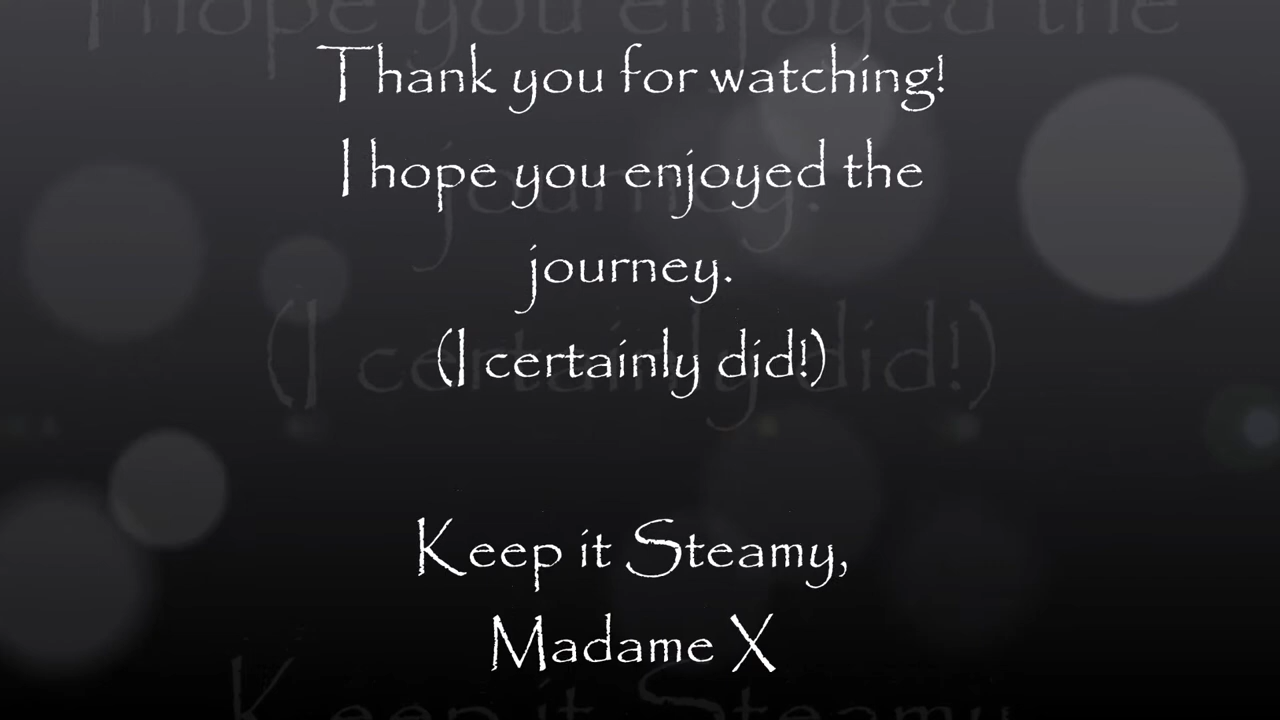 Thank you for watching!
I hope you enjoyed the
journey.
(I certainly did!)
Keep it Steamy,
Madame X